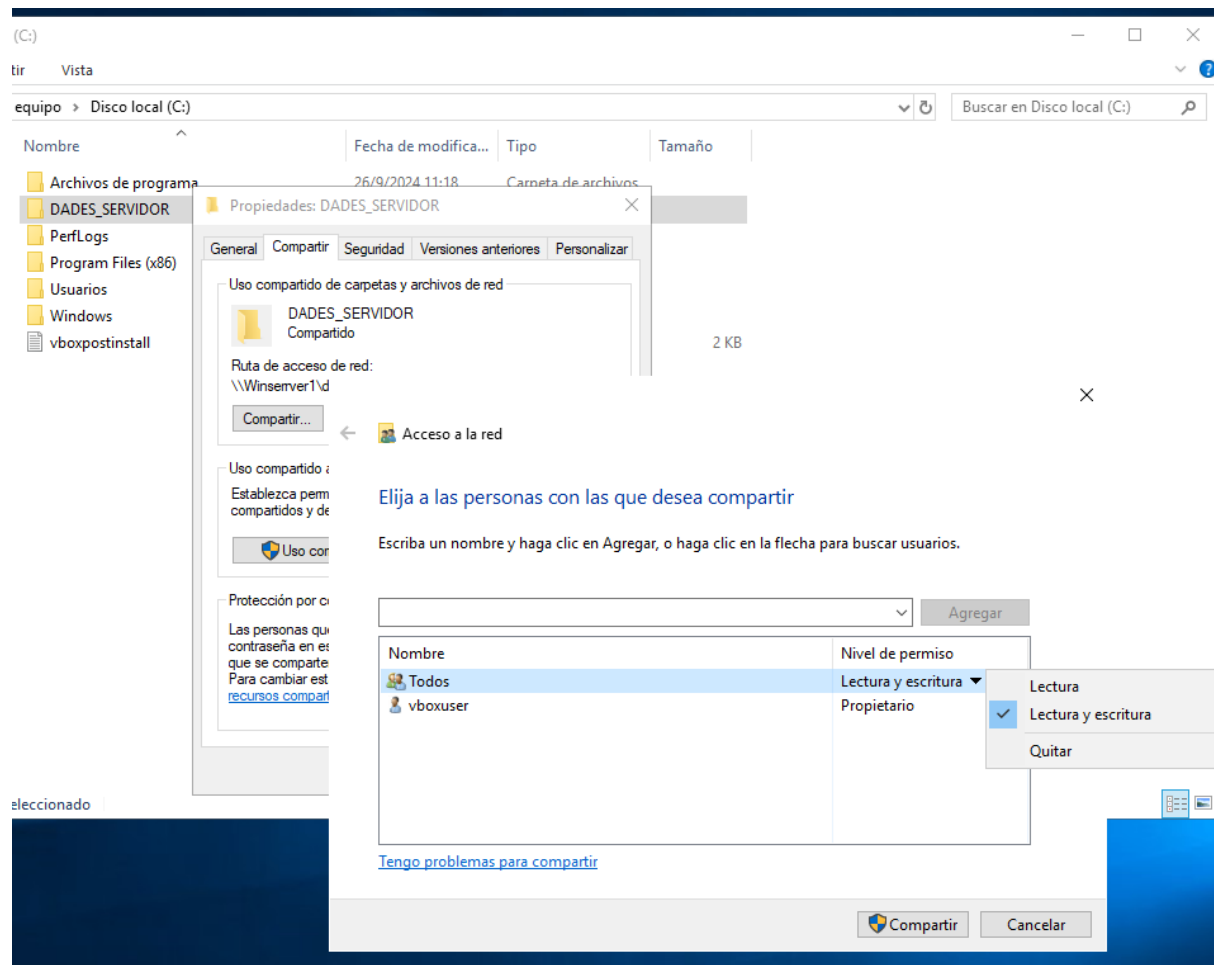 (C:)
tir Vista
equipo > Disco local (C:)
Buscar en Disco local (C:)
Nombre Fecha de modifica... Tipo Tamaño
Archivos de programa 26/9/2024 11:18 Carpeta de archivos
DADES_SERVIDOR
PerfLogs
Program Files (x86)
Usuarios
Windows
vboxpostinstall 2 KB
Propiedades: DADES_SERVIDOR
General Compartir Seguridad Versiones anteriores Personalizar
Uso compartido de carpetas y archivos de red
DADES_SERVIDOR
Compartido
Ruta de acceso de red:
\\Winserrver1\d
Compartir...
Uso compartido a
Establezca perm
compartidos y de
Uso cor
Protección por co
Las personas que
contraseña en es
que se comparte
Para cambiar est
recursos compart
eleccionado
Acceso a la red
Elija a las personas con las que desea compartir
Escriba un nombre y haga clic en Agregar, o haga clic en la flecha para buscar usuarios.
Agregar
Nombre Nivel de permiso
Todos Lectura y escritura
vboxuser Propietario
Lectura
Lectura y escritura
Quitar
Tengo problemas para compartir
Compartir Cancelar